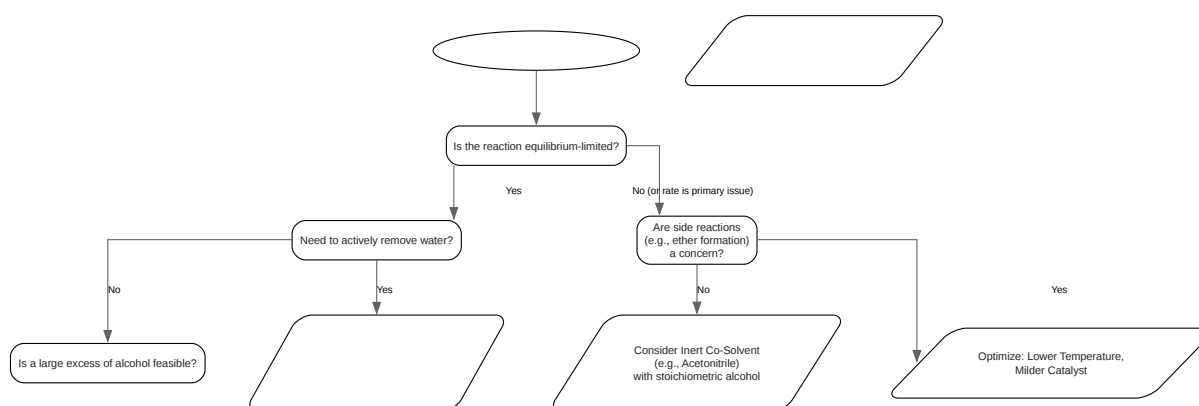 Is the reaction equilibrium-limited?
Yes
No (or rate is primary issue)
Need to actively remove water?
Are side reactions
(e.g., ether formation)
a concern?
No
Yes
No
Yes
Is a large excess of alcohol feasible?
Consider Inert Co-Solvent
(e.g., Acetonitrile)
with stoichiometric alcohol
Optimize: Lower Temperature,
Milder Catalyst